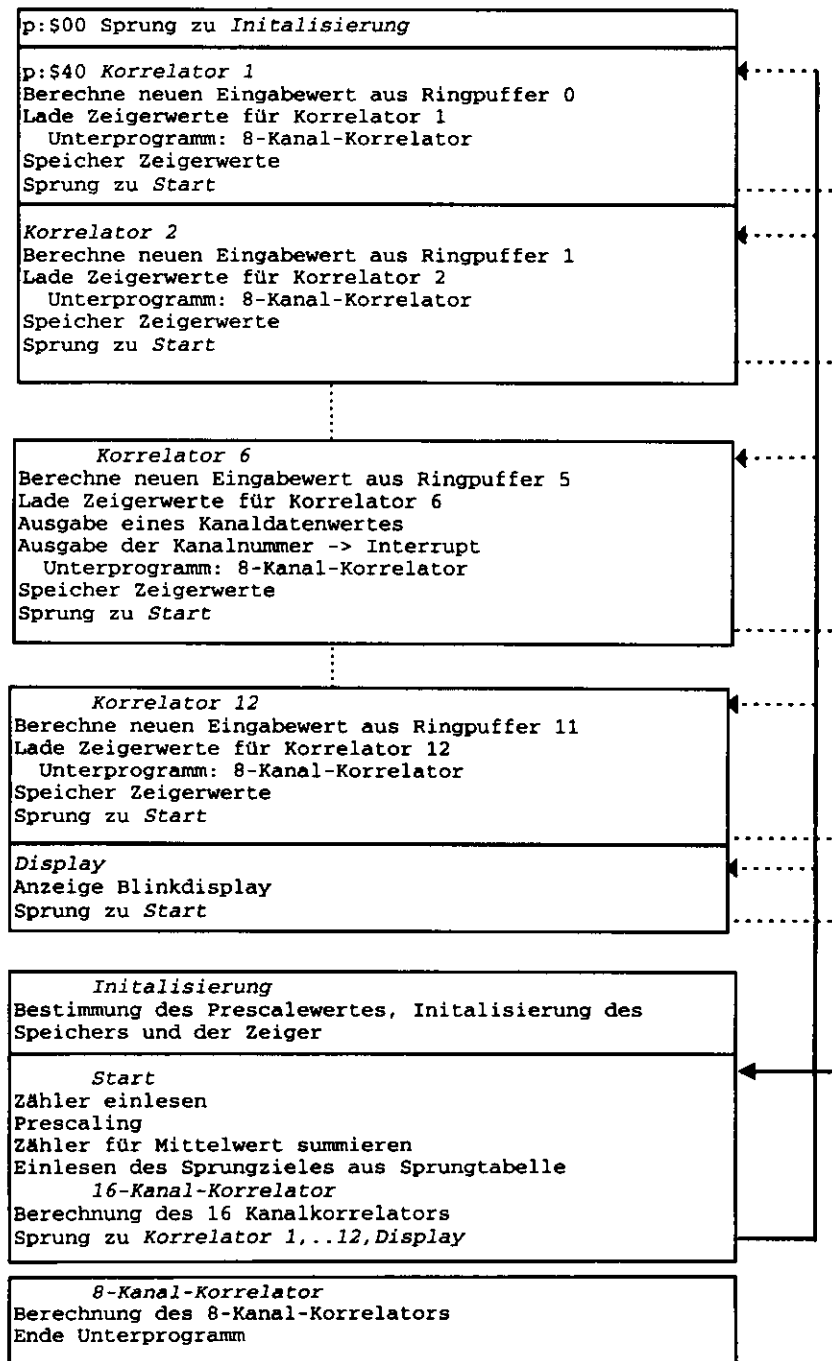 p:$00 Sprung zu Initalisierung
p:$40 Korrelator 1
Berechne neuen Eingabewert aus Ringpuffer 0
Lade Zeigerwerte für Korrelator 1
Unterprogramm: 8-Kanal-Korrelator
Speicher Zeigerwerte
Sprung zu Start
Korrelator 2
Berechne neuen Eingabewert aus Ringpuffer 1
Lade Zeigerwerte für Korrelator 2
Unterprogramm: 8-Kanal-Korrelator
Speicher Zeigerwerte
Sprung zu Start
Korrelator 6
Berechne neuen Eingabewert aus Ringpuffer 5
Lade Zeigerwerte für Korrelator 6
Ausgabe eines Kanaldatenwertes
Ausgabe der Kanalnummer -> Interrupt
Unterprogramm: 8-Kanal-Korrelator
Speicher Zeigerwerte
Sprung zu Start
Korrelator 12
Berechne neuen Eingabewert aus Ringpuffer 11
Lade Zeigerwerte für Korrelator 12
Unterprogramm: 8-Kanal-Korrelator
Speicher Zeigerwerte
Sprung zu Start
Display
Anzeige Blinkdisplay
Sprung zu Start
Initalisierung
Bestimmung des Prescalewertes, Initalisierung des
Speichers und der Zeiger
Start
Zähler einlesen
Prescaling
Zähler für Mittelwert summieren
Einlesen des Sprungzieles aus Sprungtabelle
16-Kanal-Korrelator
Berechnung des 16 Kanalkorrelators
Sprung zu Korrelator 1,..12,Display
8-Kanal-Korrelator
Berechnung des 8-Kanal-Korrelators
Ende Unterprogramm